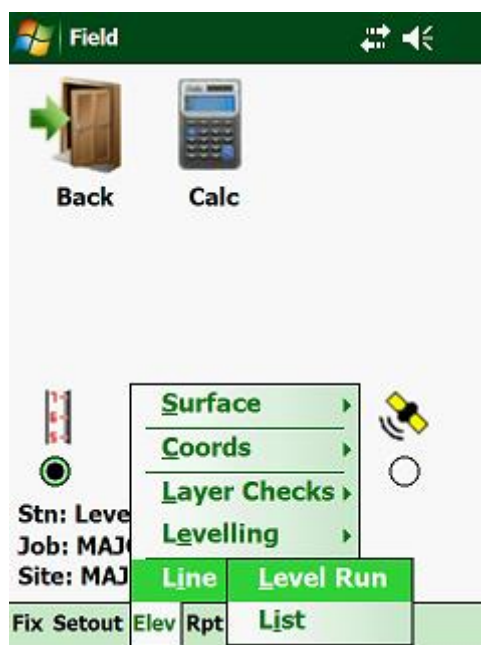 Field
Back Calc
Surface
Coords
Layer Checks
Levelling
Line Level Run
List
Stn: Leve
Job: MAJ
Site: MAJ
Fix Setout Elev Rpt